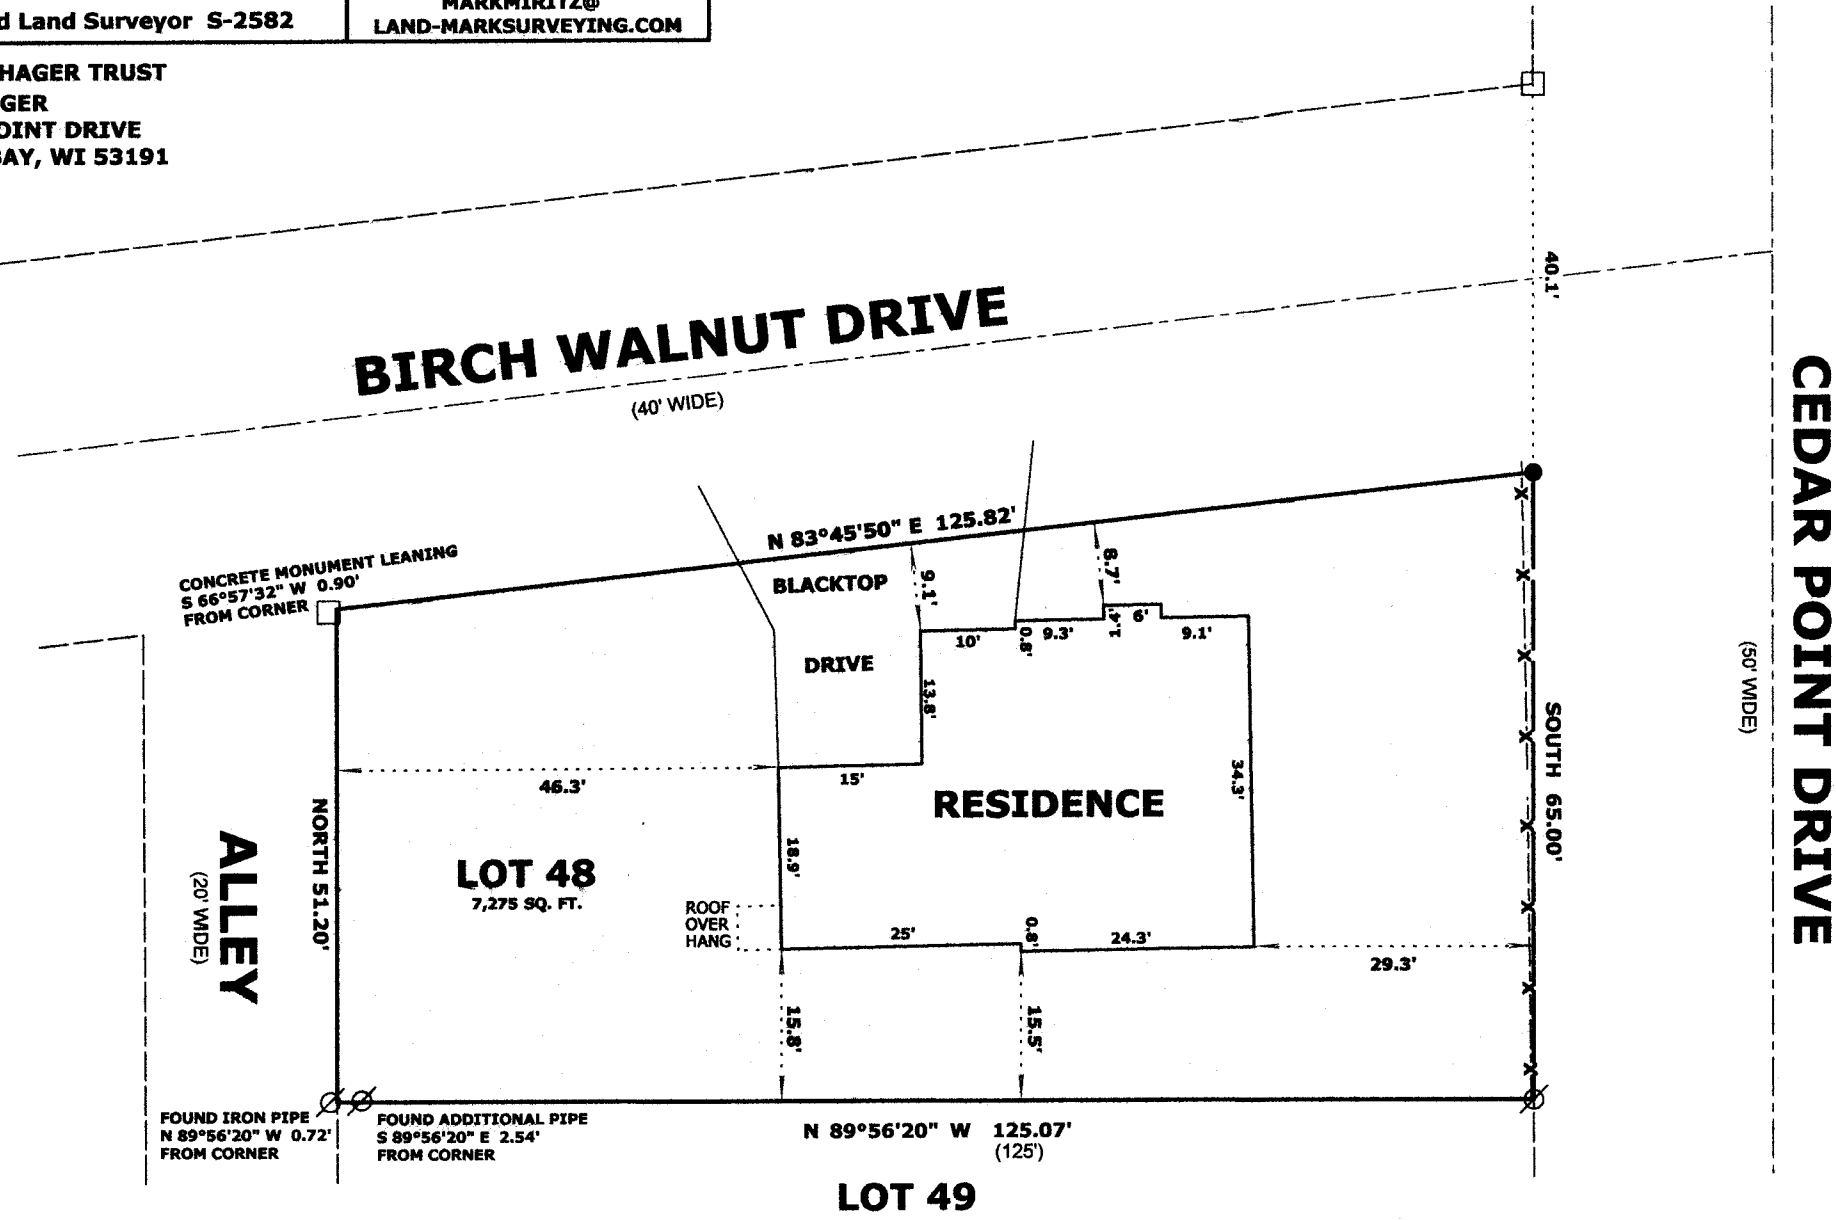 d Land Surveyor S-2582
MARKMIRITZ@
LAND-MARKSURVEYING.COM
HAGER TRUST
GER
OINT DRIVE
BAY, WI 53191
40.1'
BIRCH WALNUT DRIVE
(40' WIDE)
CEDAR POINT DRIVE
(50' WIDE)
N 83°45'50" E 125.82'
CONCRETE MONUMENT LEANING
S 66°57'32" W 0.90'
FROM CORNER
BLACKTOP
DRIVE
9.1'
8.7'
10'
0.8'
9.3'
1.4'
6'
9.1'
13.8'
46.3'
15'
RESIDENCE
34.3'
SOUTH 65.00'
NORTH 51.20'
ALLEY
(20' WIDE)
LOT 48
7,275 SQ. FT.
18.9'
ROOF
OVER
HANG
25'
0.8'
24.3'
29.3'
15.8'
15.5'
FOUND IRON PIPE
N 89°56'20" W 0.72'
FROM CORNER
FOUND ADDITIONAL PIPE
S 89°56'20" E 2.54'
FROM CORNER
N 89°56'20" W 125.07'
(125')
LOT 49
X
X
X
X
X
X
X
X